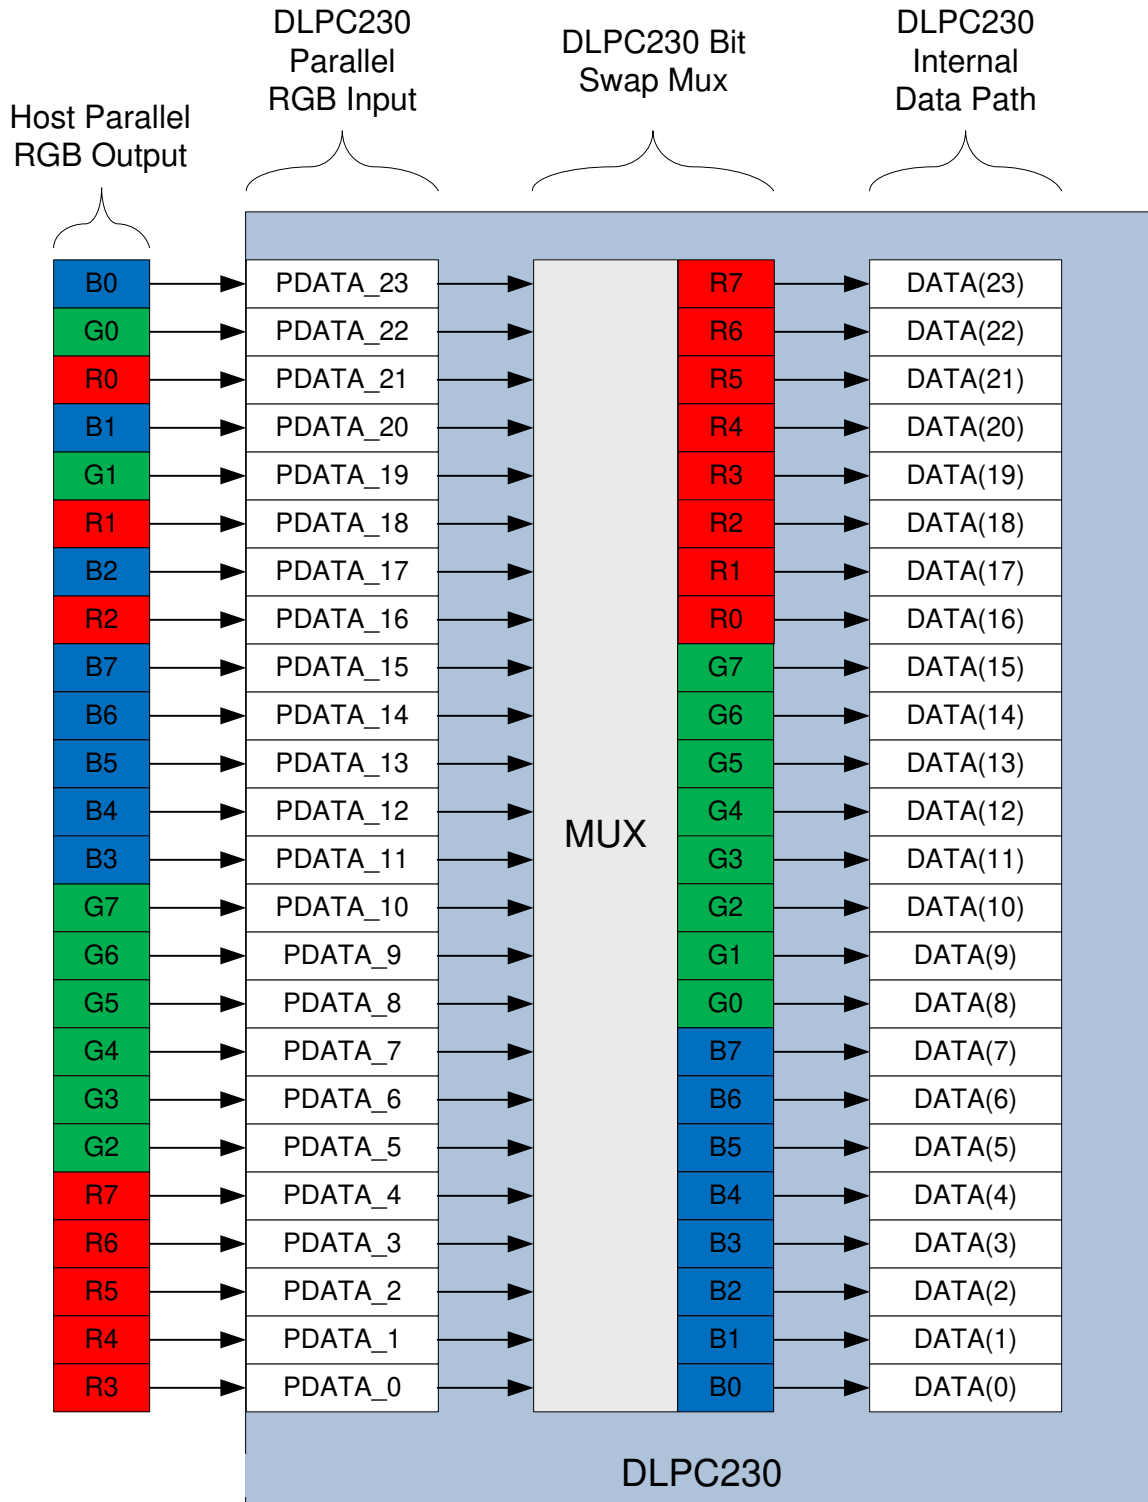 DLPC230
Parallel
RGB Input
DLPC230 Bit
Swap Mux
DLPC230
Internal
Data Path
Host Parallel
RGB Output
B0 PDATA_23 R7 DATA(23)
G0 PDATA_22 R6 DATA(22)
R0 PDATA_21 R5 DATA(21)
B1 PDATA_20 R4 DATA(20)
G1 PDATA_19 R3 DATA(19)
R1 PDATA_18 R2 DATA(18)
B2 PDATA_17 R1 DATA(17)
R2 PDATA_16 R0 DATA(16)
B7 PDATA_15 G7 DATA(15)
B6 PDATA_14 G6 DATA(14)
B5 PDATA_13 G5 DATA(13)
B4 PDATA_12 G4 DATA(12)
MUX
B3 PDATA_11 G3 DATA(11)
G7 PDATA_10 G2 DATA(10)
G6 PDATA_9 G1 DATA(9)
G5 PDATA_8 G0 DATA(8)
G4 PDATA_7 B7 DATA(7)
G3 PDATA_6 B6 DATA(6)
G2 PDATA_5 B5 DATA(5)
R7 PDATA_4 B4 DATA(4)
R6 PDATA_3 B3 DATA(3)
R5 PDATA_2 B2 DATA(2)
R4 PDATA_1 B1 DATA(1)
R3 PDATA_0 B0 DATA(0)
DLPC230